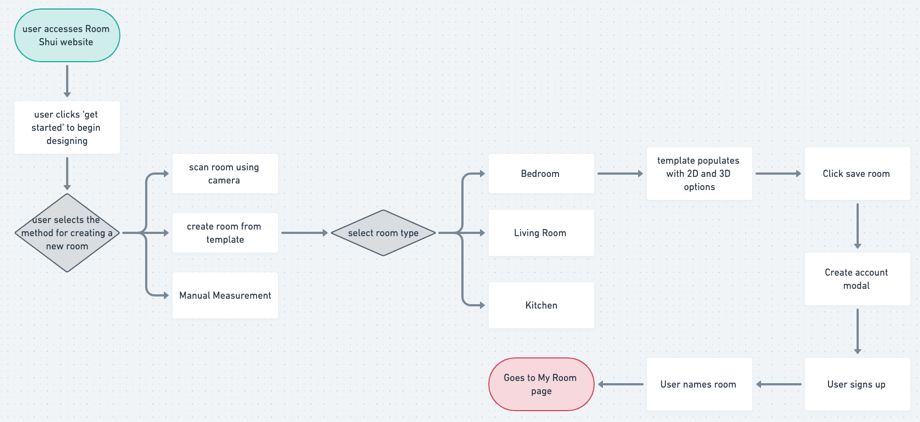 user accesses Room
Shui website
user clicks 'get
started' to begin
designing
user selects the
method for creating a
new room
scan room using
camera
create room from
template
Manual Measurement
select room type
Bedroom
Living Room
Kitchen
template populates
with 2D and 3D
options
Click save room
Create account
modal
User signs up
User names room
Goes to My Room
page